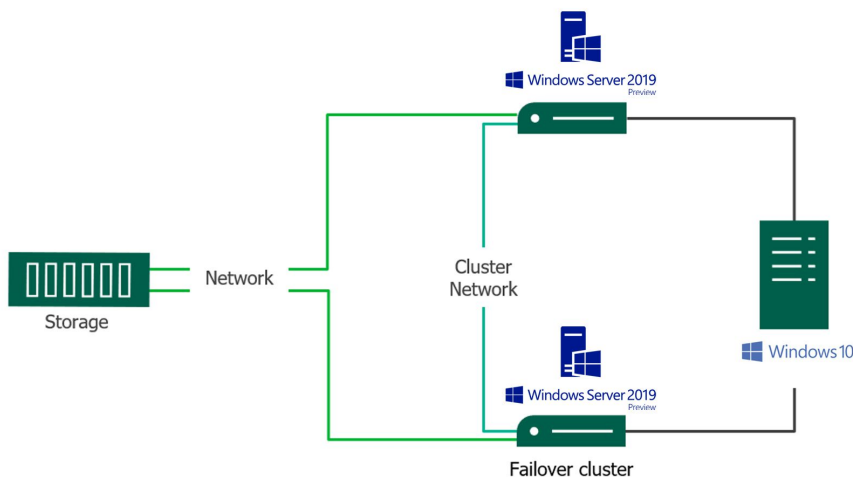 Windows Server 2019
Preview
Network
Storage
Cluster
Network
Windows 10
Windows Server 2019
Preview
Failover cluster